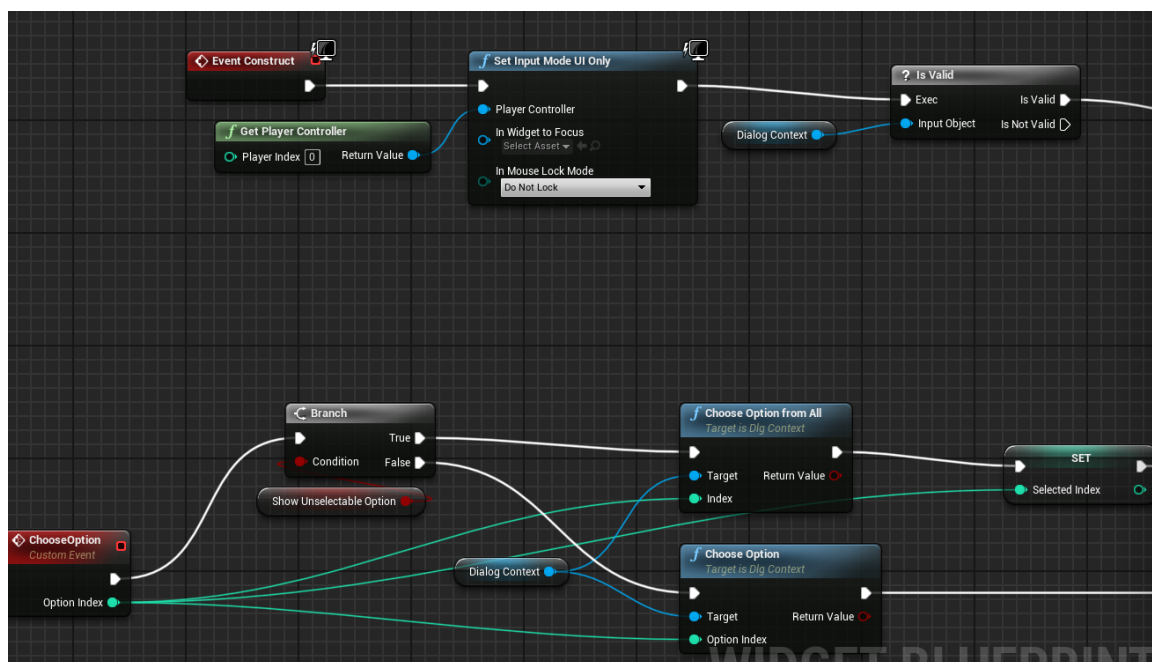 Event Construct
Set Input Mode UI Only
Player Controller
In Widget to Focus
Select Asset
In Mouse Lock Mode
Do Not Lock
Get Player Controller
Player Index 0 Return Value
? Is Valid
Exec Is Valid
Input Object Is Not Valid
Dialog Context
Branch
True
Condition False
Show Unselectable Option
ChooseOption
Custom Event
Option Index
Dialog Context
Choose Option from All
Target is Dlg Context
Target Return Value
Index
SET
Selected Index
Choose Option
Target is Dlg Context
Target Return Value
Option Index
WIDGET BLUEPRINT